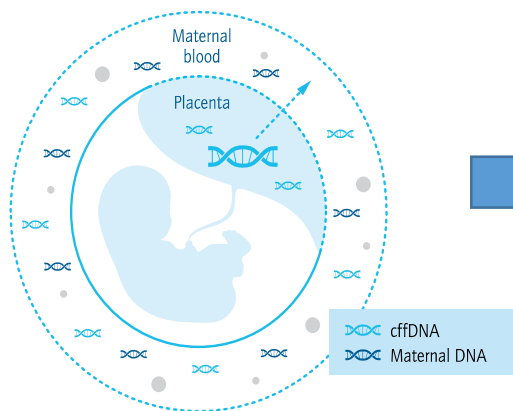 Maternal
blood
Placenta
cffDNA
Maternal DNA